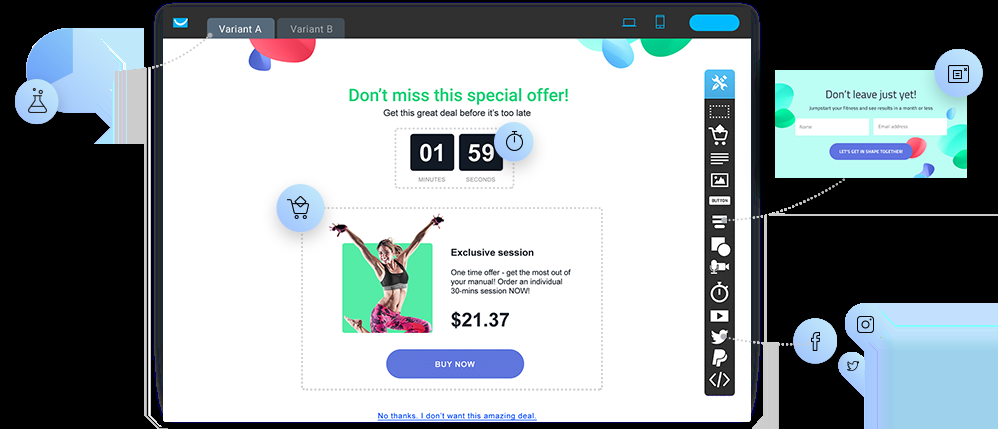 Variant A
Variant B
Don't miss this special offer!
Get this great deal before it's too late
01 59
MINUTES SECONDS
Exclusive session
One time offer - get the most out of
your manual! Order an individual
30-mins session NOW!
$21.37
BUY NOW
No thanks. I don't want this amazing deal.
BUTTON
Don't leave just yet!
Jumpstart your fitness and see results in a month or less
Name
Email address
LET'S GET IN SHAPE TOGETHER!